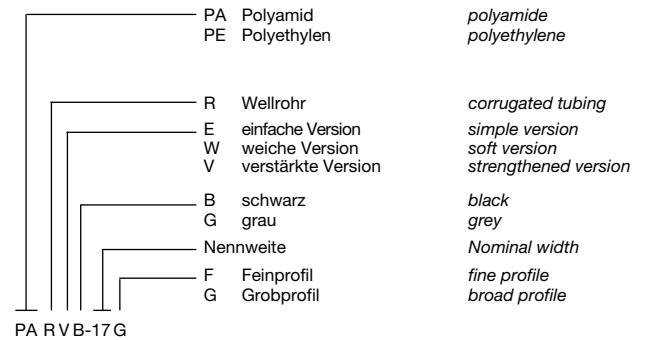 PA Polyamid polyamide
PE Polyethylen polyethylene
R Wellrohr corrugated tubing
E einfache Version simple version
W weiche Version soft version
V verstärkte Version strengthened version
B schwarz black
G grau grey
Nennweite Nominal width
F Feinprofil fine profile
G Grobprofil broad profile
PA R V B-17 G